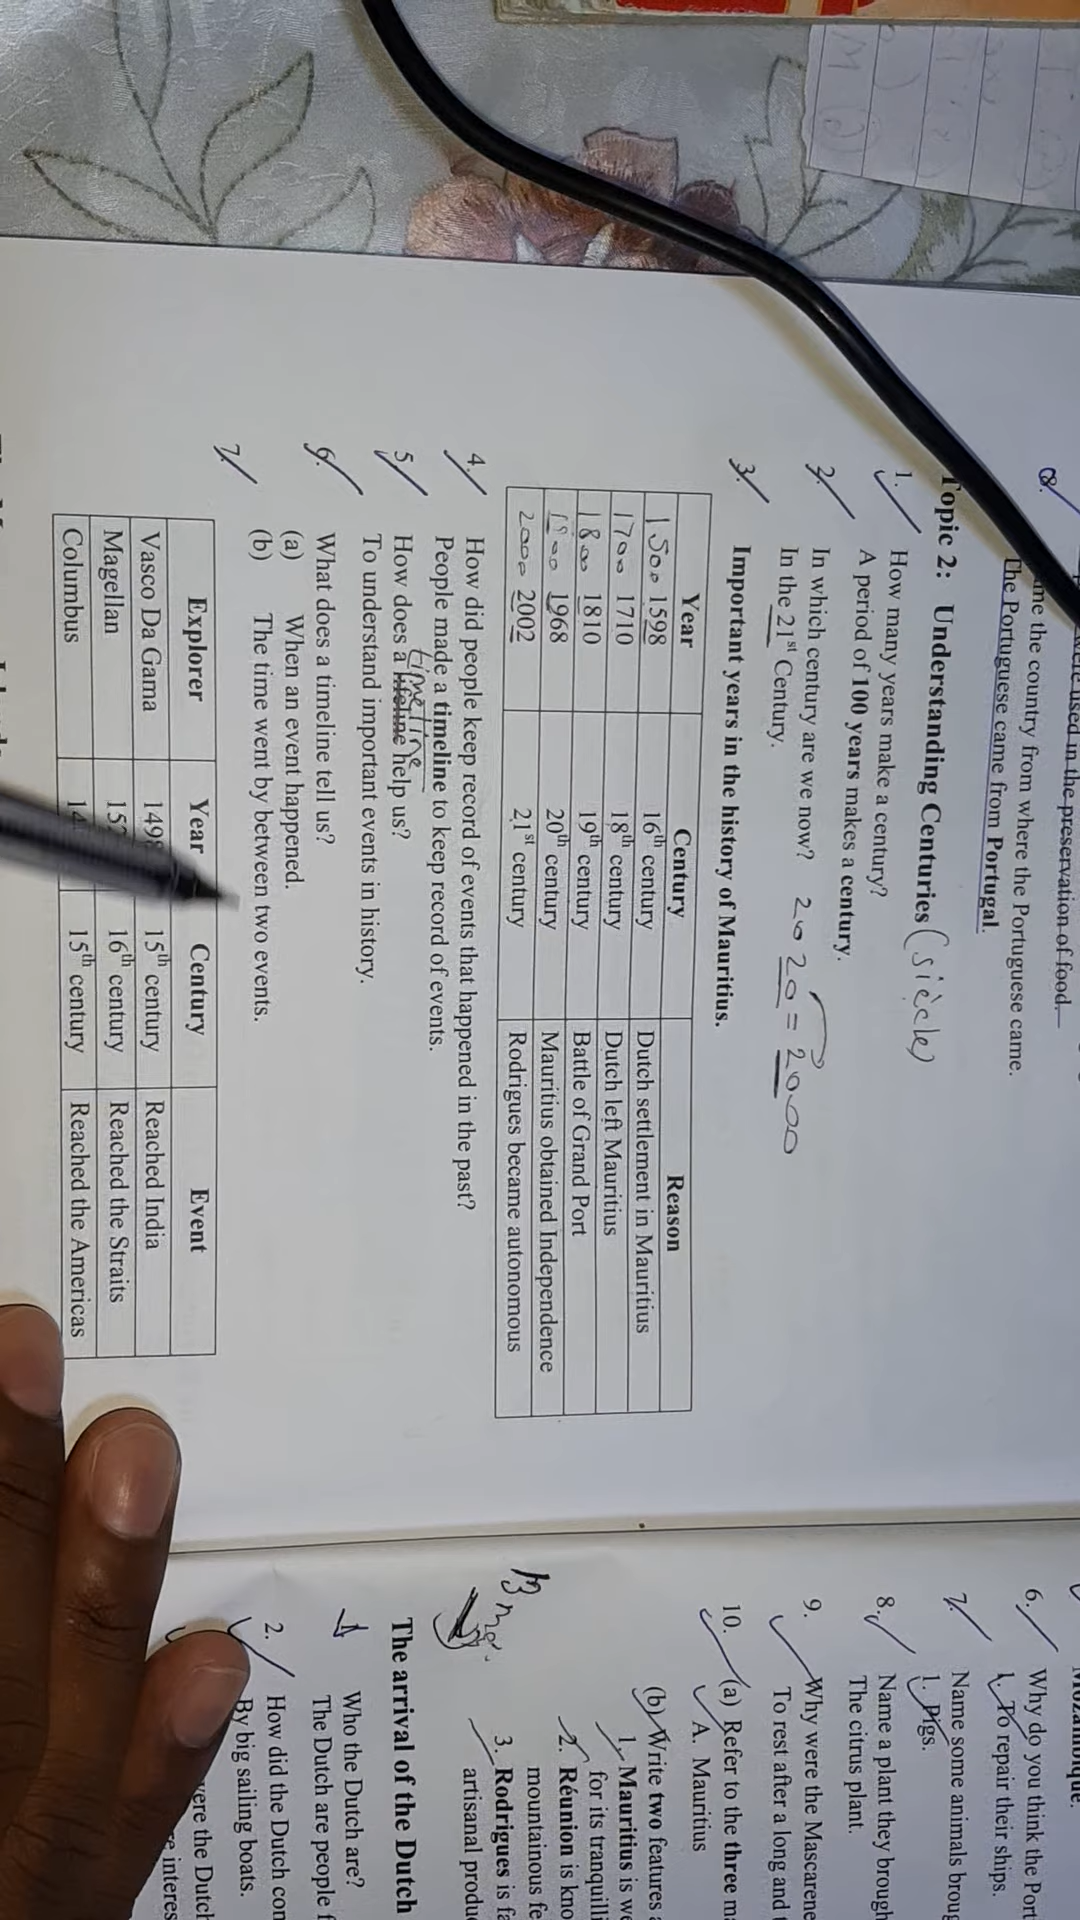 were used in the preservation of food.
8.
me the country from where the Portuguese came.
The Portuguese came from Portugal.
Topic 2: Understanding Centuries (siècle)
1. How many years make a century?
A period of 100 years makes a century.
2. In which century are we now? 20 20 = 2000
In the 21st Century.
3. Important years in the history of Mauritius.
Year Century Reason
1500 1598 16th century Dutch settlement in Mauritius
1700 1710 18th century Dutch left Mauritius
1800 1810 19th century Battle of Grand Port
1900 1968 20th century Mauritius obtained Independence
2000 2002 21st century Rodrigues became autonomous
4. How did people keep record of events that happened in the past?
People made a timeline to keep record of events.
timeline
5. How does a lifeline help us?
To understand important events in history.
6. What does a timeline tell us?
(a) When an event happened.
(b) The time went by between two events.
7.
Explorer Year Century Event
Vasco Da Gama 149 15th century Reached India
Magellan 15 16th century Reached the Straits
Columbus 14 15th century Reached the Americas
6. Why do you think the Port
1. To repair their ships.
7. Name some animals broug
1. Pigs.
8. Name a plant they brough
The citrus plant.
9. Why were the Mascarene
To rest after a long and
10. (a) Refer to the three ma
A. Mauritius
(b) Write two features
1. Mauritius is we
for its tranquili
2. Réunion is kno
mountainous fe
3. Rodrigues is fa
artisanal produ
The arrival of the Dutch
1 Who the Dutch are?
The Dutch are people f
2. How did the Dutch con
By big sailing boats.
were the Dutch
interes